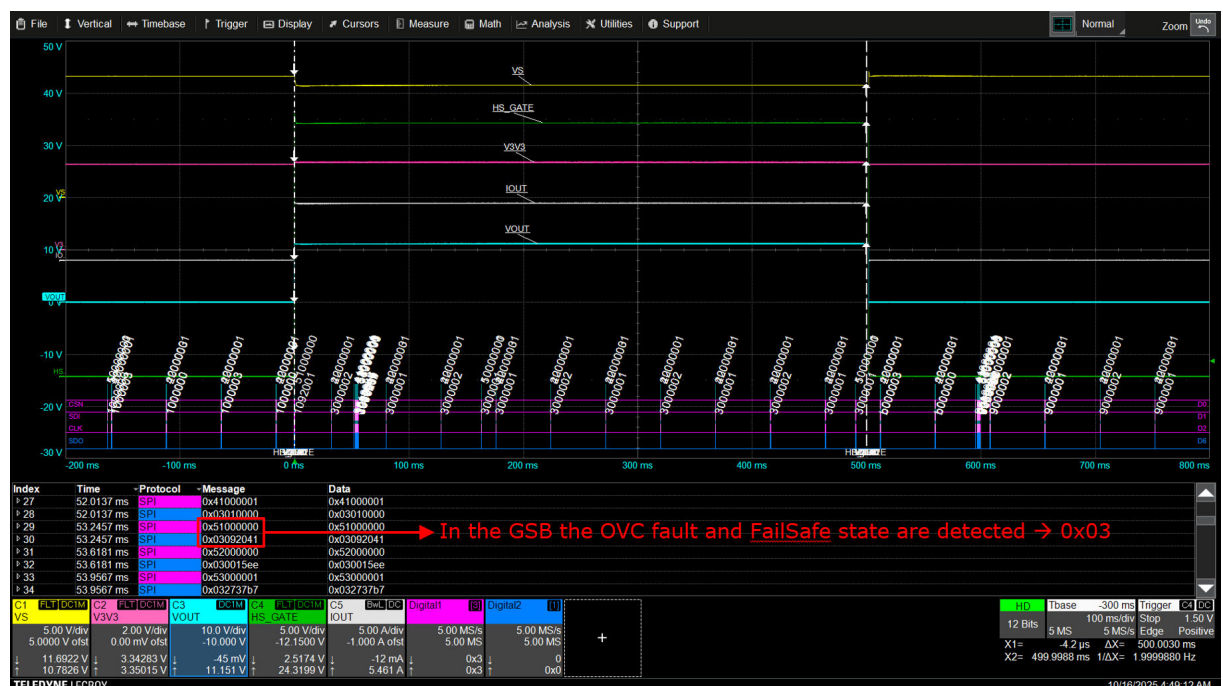 File Vertical Timebase Trigger Display Cursors Measure Math Analysis Utilities Support Normal Zoom Undo
50 V
VS
40 V
HS_GATE
30 V
V3V3
IOUT
20 V
VOUT
10 V
VOUT
0 V
-10 V
HS
-20 V
CSN D0
SDI D1
CLK D2
SDO D6
-30 V
-200 ms -100 ms 0 ms 100 ms 200 ms 300 ms 400 ms 500 ms 600 ms 700 ms 800 ms
Index Time Protocol Message Data
27 52.0137 ms SPI 0x41000001 0x41000001
28 52.0137 ms SPI 0x03010000 0x03010000
29 53.2457 ms SPI 0x51000000 0x51000000
In the GSB the OVC fault and FailSafe state are detected → 0x03
30 53.2457 ms SPI 0x03092041 0x03092041
31 53.6181 ms SPI 0x52000000 0x52000000
32 53.6181 ms SPI 0x030015ee 0x030015ee
33 53.9567 ms SPI 0x53000001 0x53000001
34 53.9567 ms SPI 0x032737b7 0x032737b7
C1 FLT DC1M C2 FLT DC1M C3 DC1M C4 FLT DC1M C5 BwL DC Digital1 [3] Digital2 [1]
VS V3V3 VOUT HS_GATE IOUT
5.00 V/div 2.00 V/div 10.0 V/div 5.00 V/div 5.00 A/div 5.00 MS/s 5.00 MS/s
5.0000 V ofst 0.00 mV ofst -10.000 V -12.1500 V -1.000 A ofst 5.00 MS 5.00 MS
↓ 11.6922 V ↓ 3.34283 V ↓ -45 mV ↓ 2.5174 V ↓ -12 mA ↓ 0x3 ↓ 0
↑ 10.7826 V ↑ 3.35015 V ↑ 11.151 V ↑ 24.3199 V ↑ 5.461 A ↑ 0x3 ↑ 0x0
+
HD Tbase -300 ms Trigger C4 DC
12 Bits 100 ms/div Stop 1.50 V
5 MS 5 MS/s Edge Positive
X1= -4.2 µs ΔX= 500.0030 ms
X2= 499.9988 ms 1/ΔX= 1.9999880 Hz
TELEDYNE LECROY 10/16/2025 4:49:12 AM